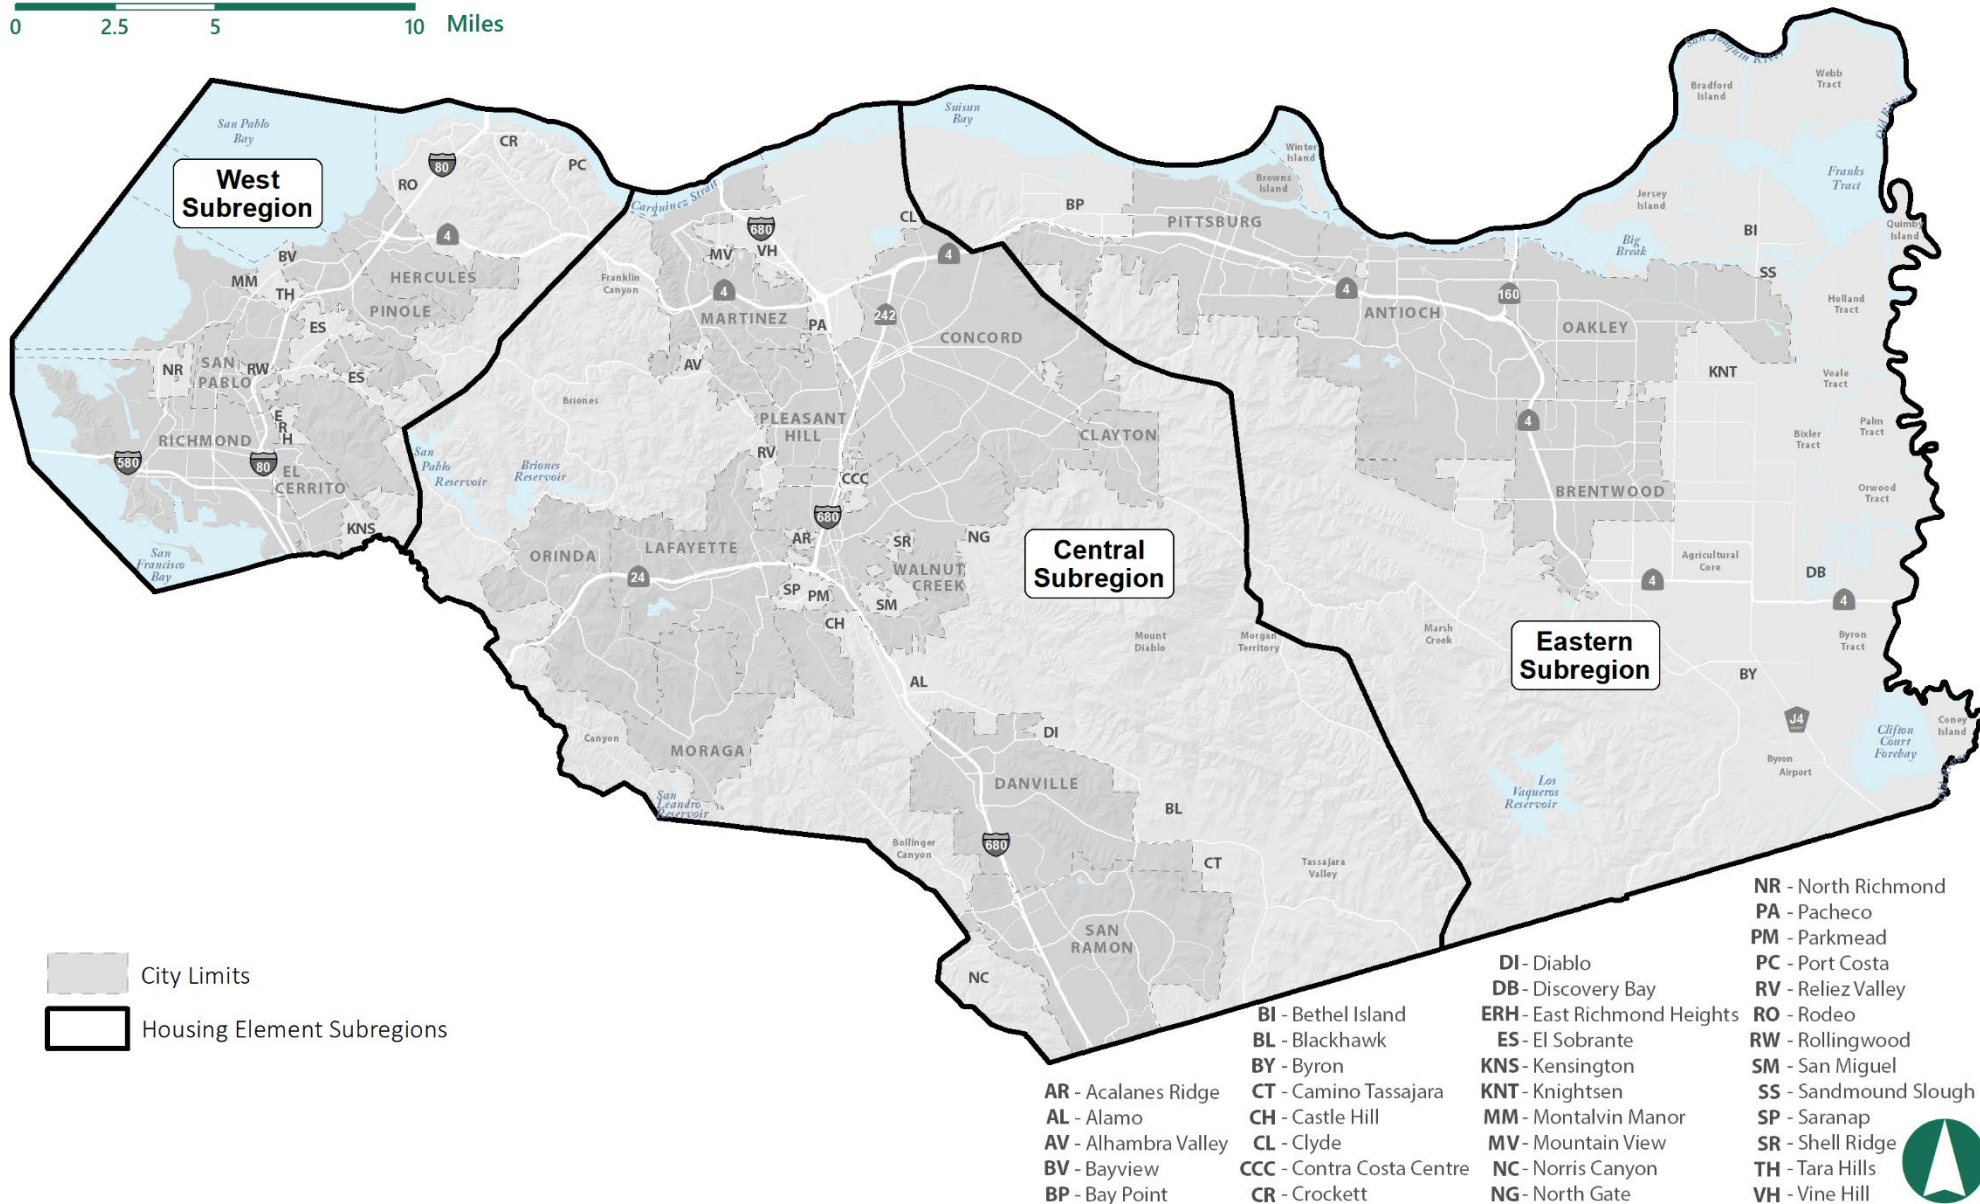 0 2.5 5 10 Miles
San Pablo
Bay
West
Subregion
80
CR
PC
RO
4
BV
MM
TH
HERCULES
PINOLE
ES
NR
SAN
PABLO
RW
ES
E
R
H
RICHMOND
580
80
EL
CERRITO
KNS
San
Francisco
Bay
Suisun
Bay
Carquinez Strait
CL
680
MV
VH
4
Franklin
Canyon
4
MARTINEZ
PA
242
CONCORD
AV
Briones
PLEASANT
HILL
CLAYTON
RV
San
Pablo
Reservoir
Briones
Reservoir
CCC
680
ORINDA
LAFAYETTE
AR
SR
NG
Central
Subregion
24
WALNUT
CREEK
SP
PM
SM
CH
Mount
Diablo
Morgan
Territory
AL
Canyon
MORAGA
DI
DANVILLE
San
Leandro
Reservoir
BL
680
Bollinger
Canyon
CT
Tassajara
Valley
SAN
RAMON
NC
San Joaquin River
Webb
Tract
Bradford
Island
Old River
Winter
Island
Browns
Island
Franks
Tract
BP
PITTSBURG
Jersey
Island
BI
Quimby
Island
Big
Break
SS
4
ANTIOCH
160
OAKLEY
Holland
Tract
KNT
Veale
Tract
4
Bixler
Tract
Palm
Tract
BRENTWOOD
Orwood
Tract
Agricultural
Core
DB
4
4
Marsh
Creek
Eastern
Subregion
Byron
Tract
BY
J4
Clifton
Court
Forebay
Coney
Island
Byron
Airport
Los
Vaqueros
Reservoir
City Limits
Housing Element Subregions
AR - Acalanes Ridge
AL - Alamo
AV - Alhambra Valley
BV - Bayview
BP - Bay Point
BI - Bethel Island
BL - Blackhawk
BY - Byron
CT - Camino Tassajara
CH - Castle Hill
CL - Clyde
CCC - Contra Costa Centre
CR - Crockett
DI - Diablo
DB - Discovery Bay
ERH - East Richmond Heights
ES - El Sobrante
KNS - Kensington
KNT - Knightsen
MM - Montalvin Manor
MV - Mountain View
NC - Norris Canyon
NG - North Gate
NR - North Richmond
PA - Pacheco
PM - Parkmead
PC - Port Costa
RV - Reliez Valley
RO - Rodeo
RW - Rollingwood
SM - San Miguel
SS - Sandmound Slough
SP - Saranap
SR - Shell Ridge
TH - Tara Hills
VH - Vine Hill